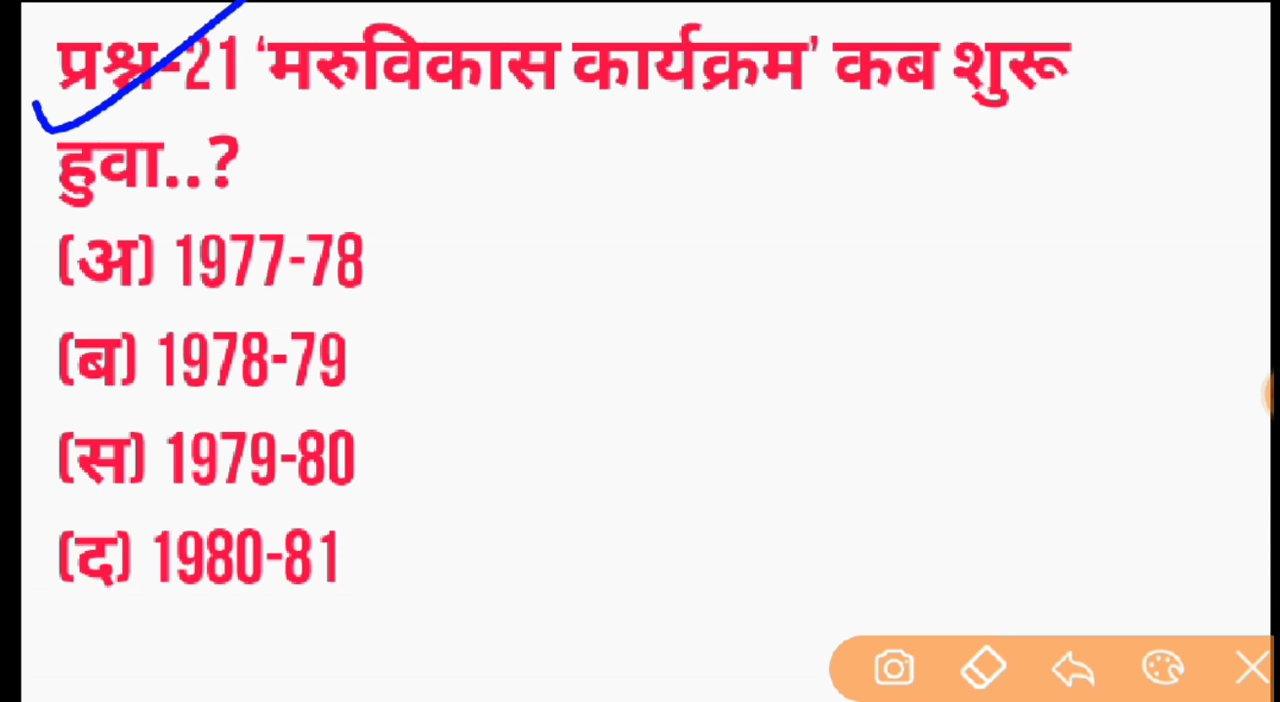 प्रश्न-21 ‘मरुविकास कार्यक्रम’ कब शुरू
हुवा..?
(अ) 1977-78
(ब) 1978-79
(स) 1979-80
(द) 1980-81